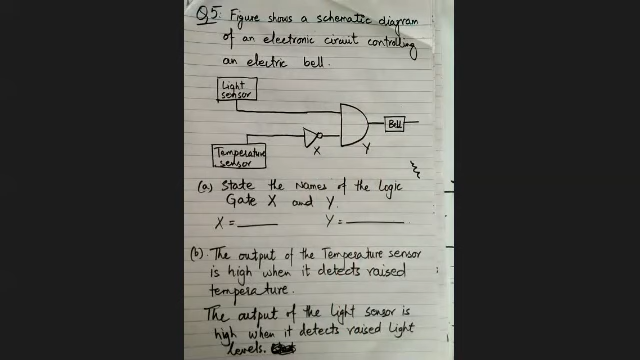 Q5. Figure shows a schematic diagram
of an electronic circuit controlling
an electric bell.
Light
sensor
Bell
X
Y
Temperature
sensor
(a) State the Names of the Logic
Gate X and Y.
X = ______ Y = ______
(b). The output of the Temperature sensor
is high when it detects raised
temperature.
The output of the Light sensor is
high when it detects raised Light
levels.